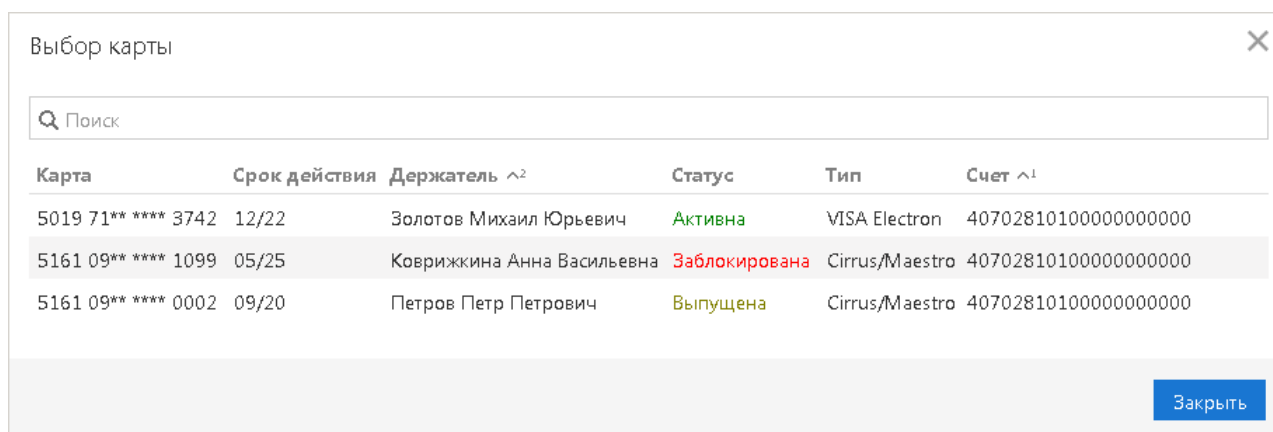 Выбор карты
Поиск
Карта Срок действия Держатель ^2 Статус Тип Счет ^1
5019 71** **** 3742 12/22 Золотов Михаил Юрьевич Активна VISA Electron 40702810100000000000
5161 09** **** 1099 05/25 Коврижкина Анна Васильевна Заблокирована Cirrus/Maestro 40702810100000000000
5161 09** **** 0002 09/20 Петров Петр Петрович Выпущена Cirrus/Maestro 40702810100000000000
Закрыть